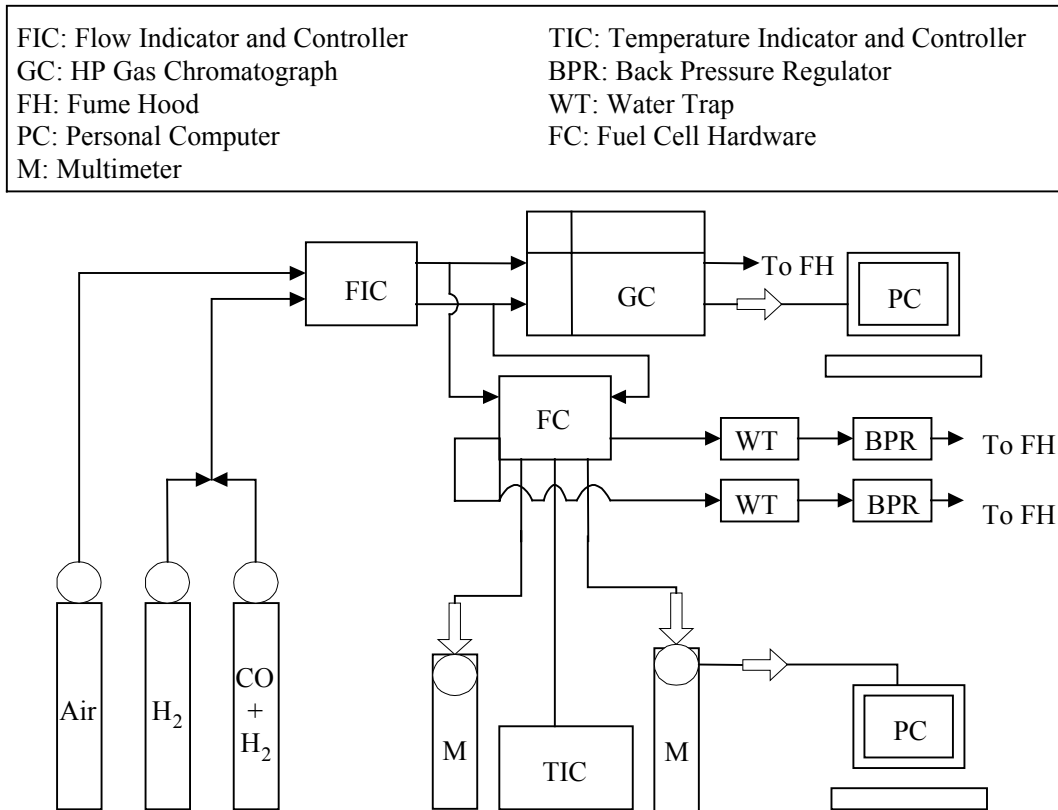 FIC: Flow Indicator and Controller
TIC: Temperature Indicator and Controller
GC: HP Gas Chromatograph
BPR: Back Pressure Regulator
FH: Fume Hood
WT: Water Trap
PC: Personal Computer
FC: Fuel Cell Hardware
M: Multimeter
FIC
GC
To FH
PC
FC
WT
BPR
To FH
WT
BPR
To FH
Air
H2
CO
+
H2
M
TIC
M
PC